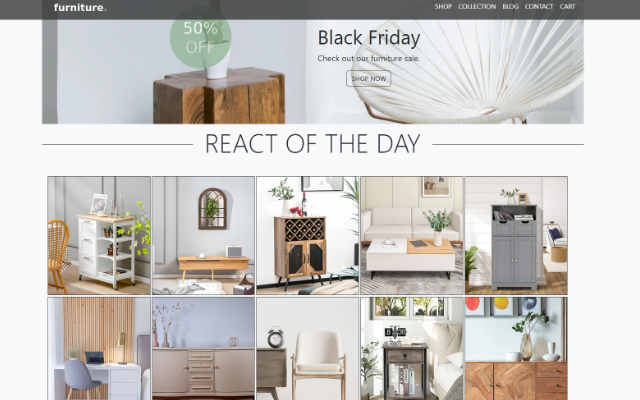 furniture.
SHOP COLLECTION BLOG CONTACT CART
50%
OFF
Black Friday
Check out our furniture sale.
SHOP NOW
REACT OF THE DAY